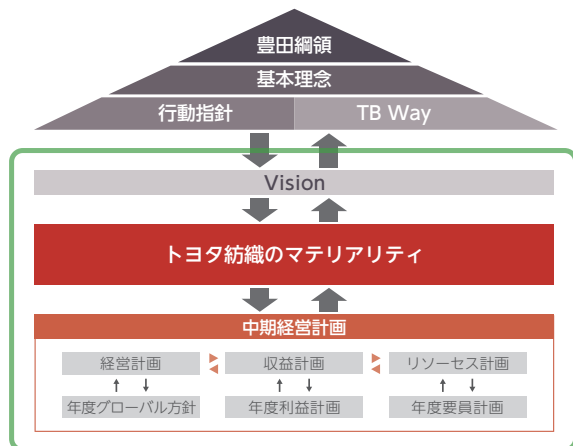 豊田綱領
基本理念
行動指針 TB Way
Vision
トヨタ紡織のマテリアリティ
中期経営計画
経営計画 収益計画 リソーセス計画
年度グローバル方針 年度利益計画 年度要員計画